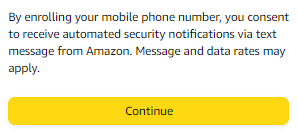 By enrolling your mobile phone number, you consent
to receive automated security notifications via text
message from Amazon. Message and data rates may
apply.
Continue